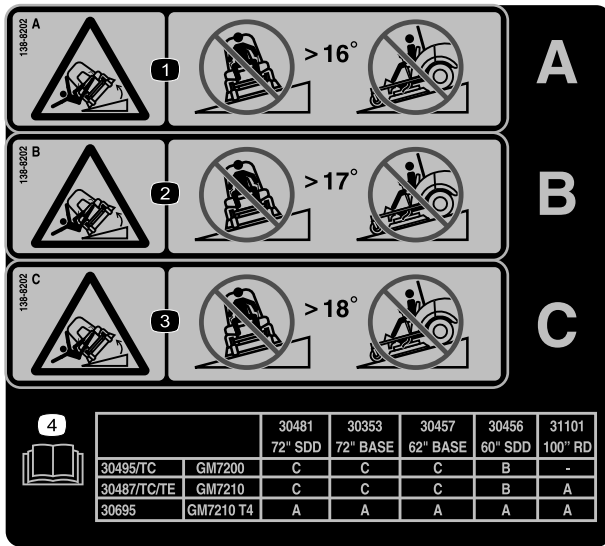 138-8202 A
1
>16°
A
138-8202 B
2
>17°
B
138-8202 C
3
>18°
C
4
30481 30353 30457 30456 31101
72" SDD 72" BASE 62" BASE 60" SDD 100” RD
30495/TC GM7200 C C C B -
30487/TC/TE GM7210 C C C B A
30695 GM7210 T4 A A A A A